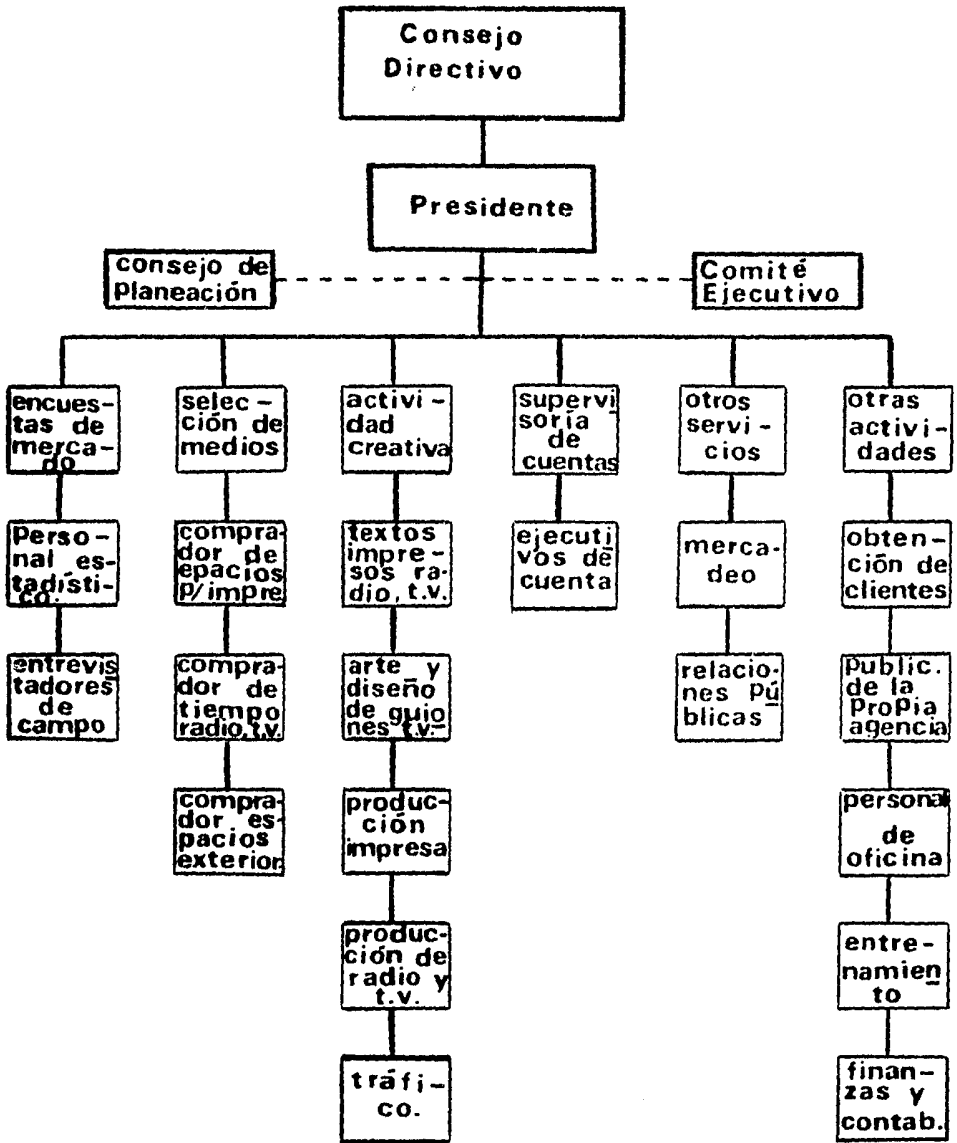 Consejo
Directivo
Presidente
consejo de
Planeación
Comité
Ejecutivo
encues-
tas de
merca-
do
selec-
ción de
medios
activi-
dad
creativa
supervi
soría
de
cuentas
otros
servi-
cios
otras
activi-
dades
Perso-
nal es-
tadísti-
co.
compra-
dor de
epacios
p/impre
textos
impre-
sos ra-
dio, t.v.
ejecuti
vos de
cuenta
merca-
deo
obten-
ción de
clientes
entrevis
tadores
de
campo
compra-
dor de
tiempo
radio, t.v.
arte y
diseño
de guio
nes t.v.-
relacio-
nes pú
blicas
Public.
de la
ProPia
agencia
compra-
dor es-
pacios
exterior.
produc-
ción
impresa
personal
de
oficina
produc-
ción de
radio y
t.v.
entre-
namien
to
tráfi-
co.
finan-
zas y
contab.